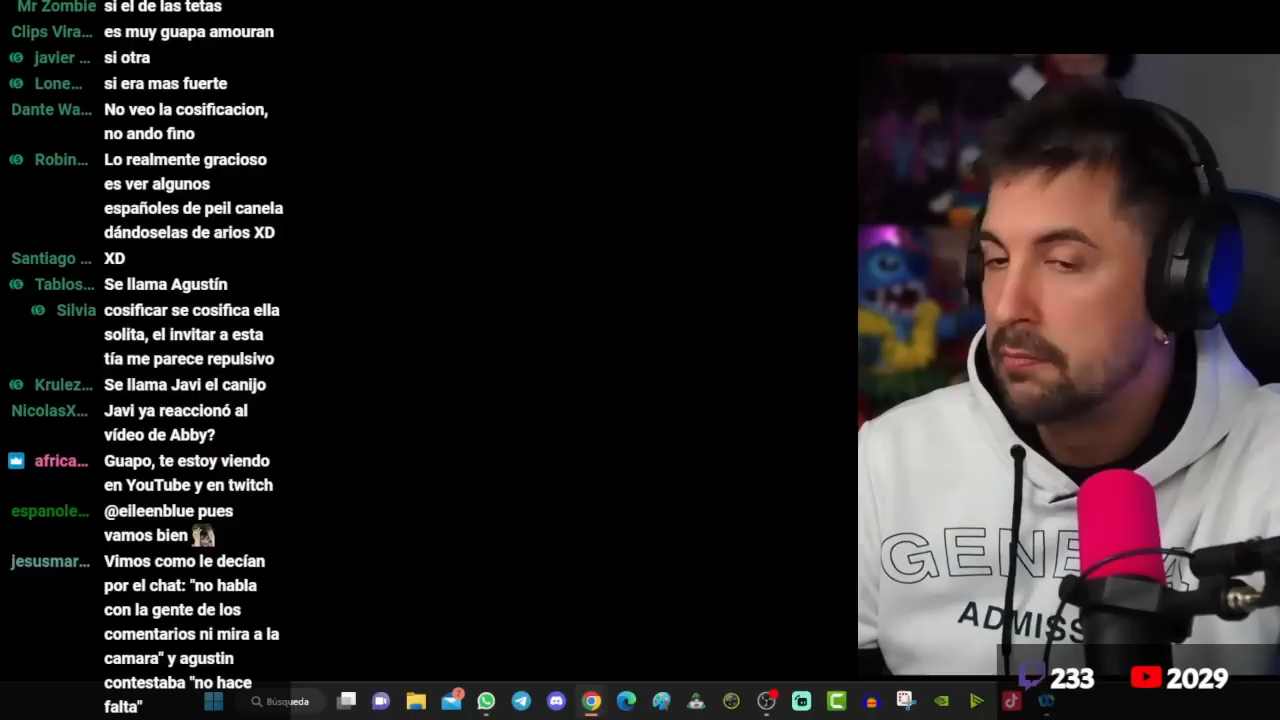 Mr Zombie si el de las tetas
Clips Vira... es muy guapa amouran
javier ... si otra
Lone... si era mas fuerte
Dante Wa... No veo la cosificacion,
no ando fino
Robin... Lo realmente gracioso
es ver algunos
españoles de peil canela
dándoselas de arios XD
Santiago ... XD
Tablos... Se llama Agustín
Silvia cosificar se cosifica ella
solita, el invitar a esta
tía me parece repulsivo
Krulez... Se llama Javi el canijo
NicolasX... Javi ya reaccionó al
vídeo de Abby?
africa... Guapo, te estoy viendo
en YouTube y en twitch
espanole... @eileenblue pues
vamos bien
jesusmar... Vimos como le decían
por el chat: "no habla
con la gente de los
comentarios ni mira a la
camara" y agustin
contestaba "no hace
falta"
GENE
ADMISS
233 2029
Búsqueda
7